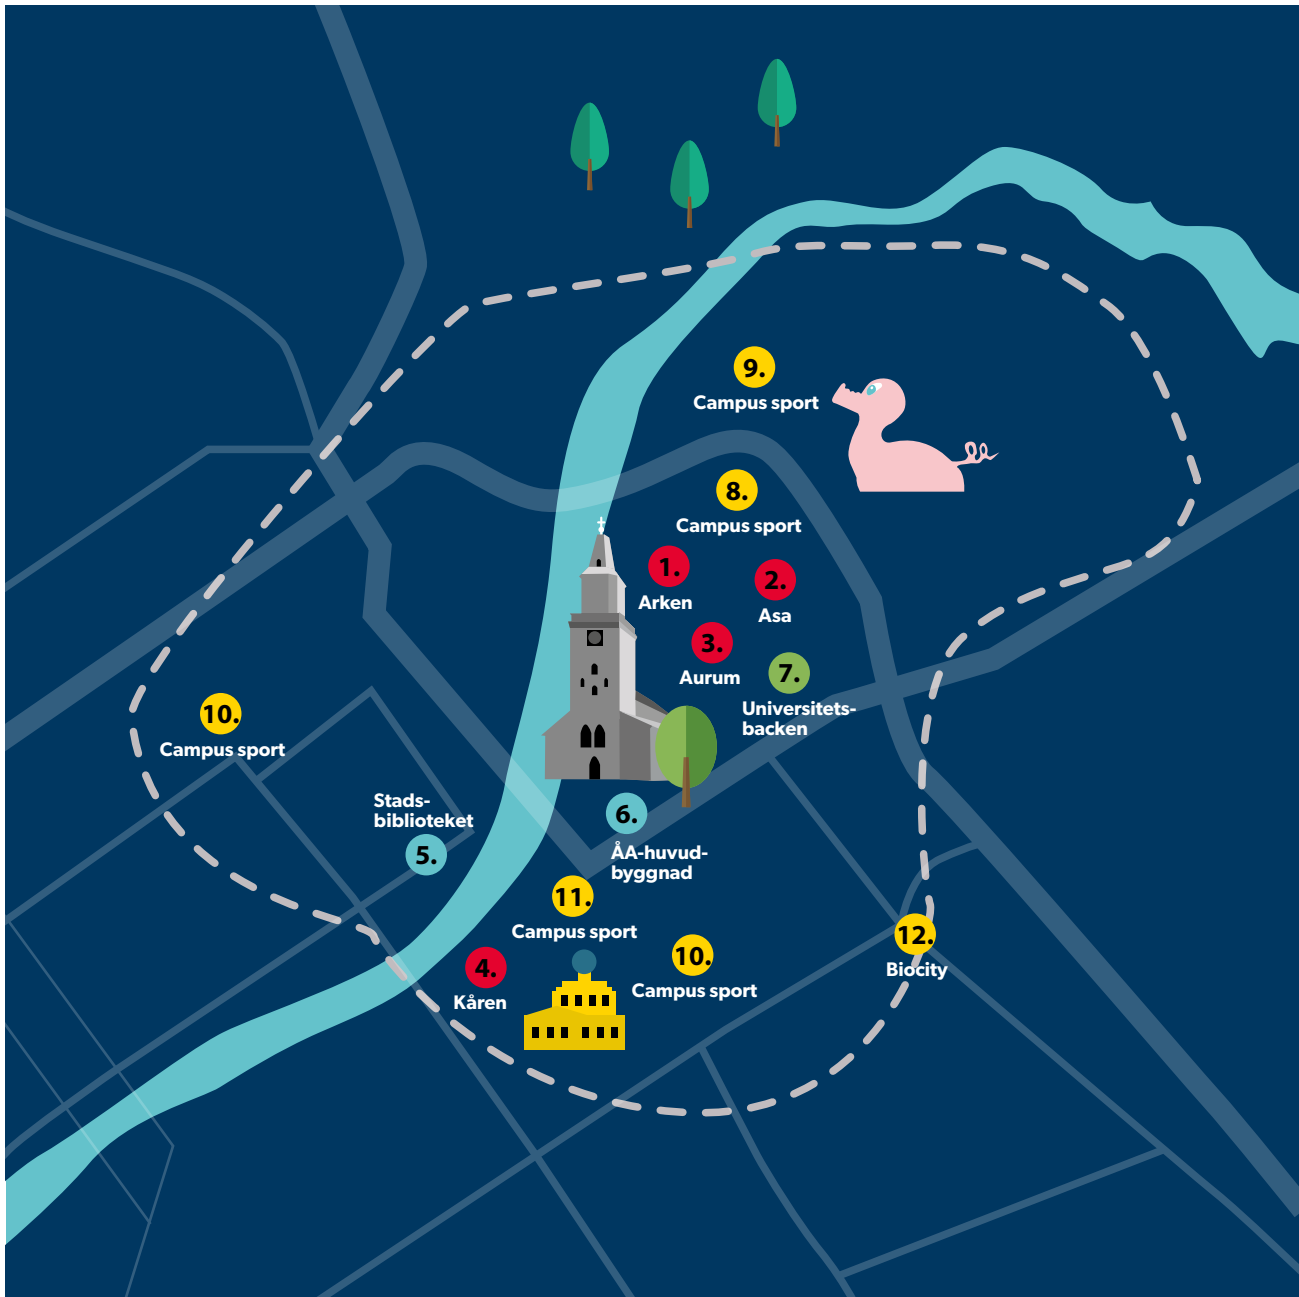 9.
Campus sport
8.
Campus sport
1.
Arken
2.
Asa
3.
Aurum
7.
Universitets-
backen
10.
Campus sport
Stads-
biblioteket
5.
6.
ÅA-huvud-
byggnad
11.
Campus sport
4.
Kåren
10.
Campus sport
12.
Biocity